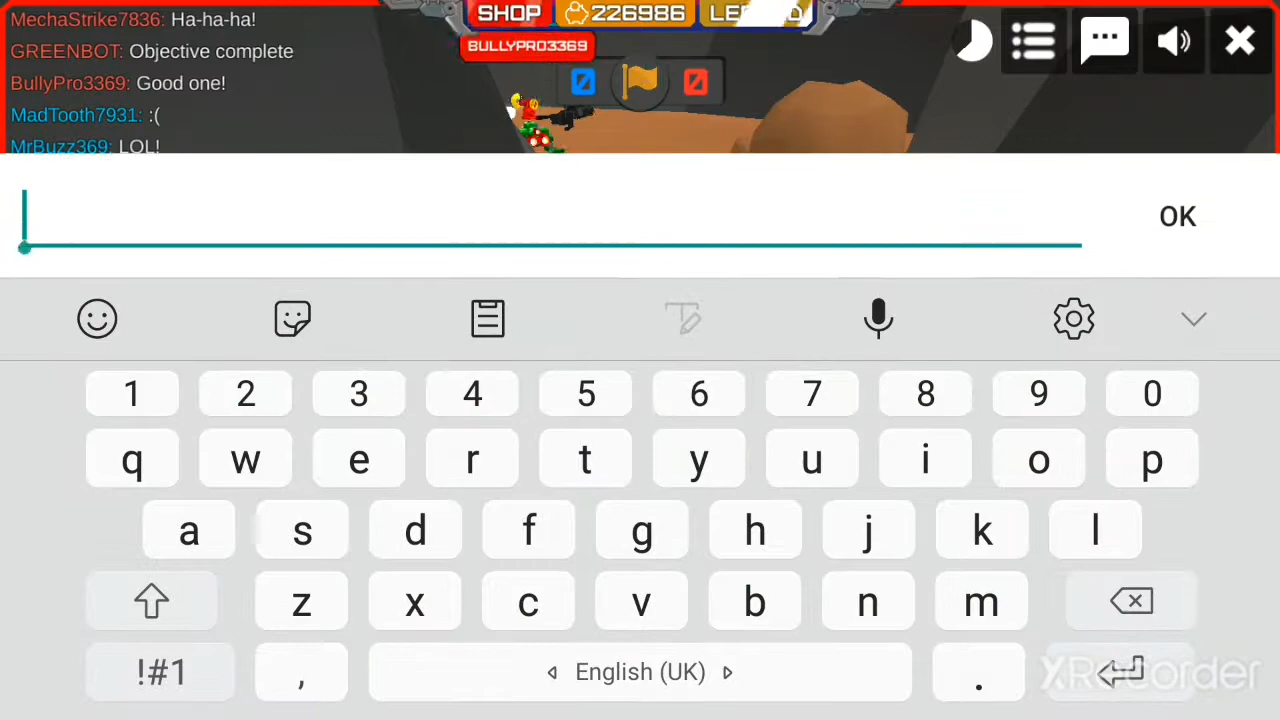 MechaStrike7836: Ha-ha-ha!
GREENBOT: Objective complete
BullyPro3369: Good one!
MadTooth7931: :(
MrBuzz369: LOL!
SHOP 226986
BULLYPRO3369
0 0
OK
1 2 3 4 5 6 7 8 9 0
q w e r t y u i o p
a s d f g h j k l
z x c v b n m
!#1 , English (UK) .
XRecorder